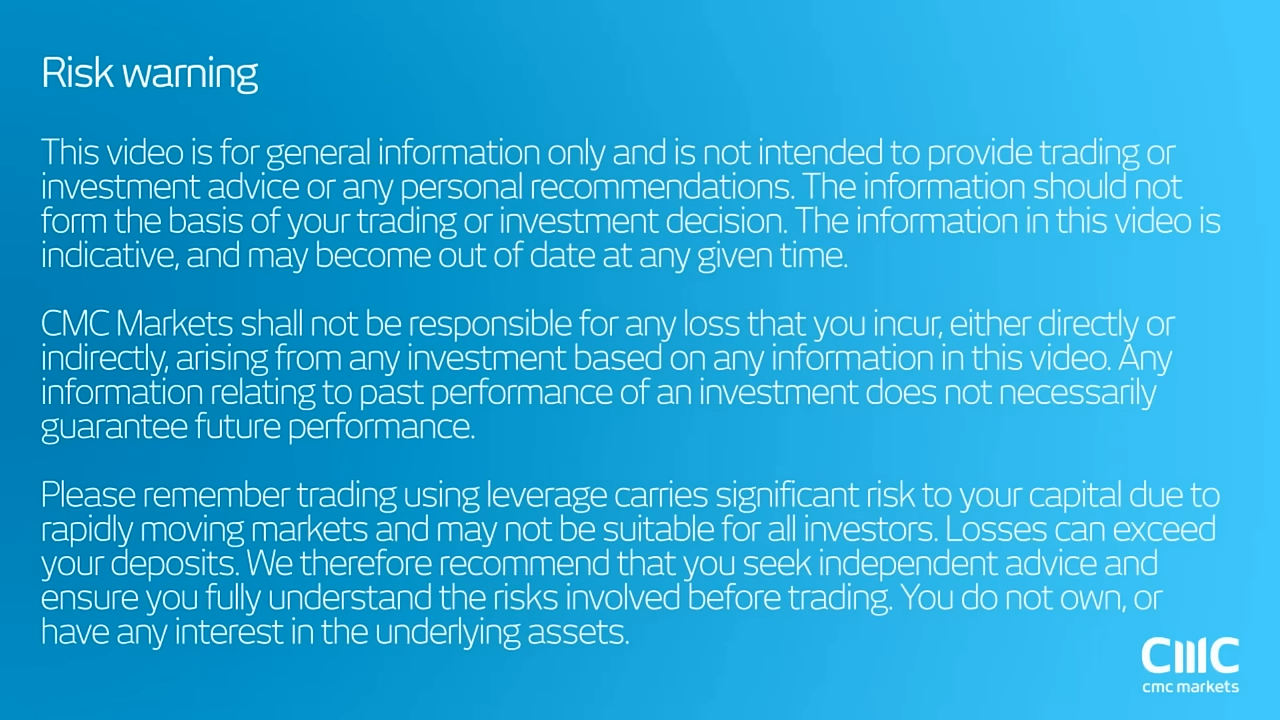 Risk warning
This video is for general information only and is not intended to provide trading or
investment advice or any personal recommendations. The information should not
form the basis of your trading or investment decision. The information in this video is
indicative, and may become out of date at any given time.
CMC Markets shall not be responsible for any loss that you incur, either directly or
indirectly, arising from any investment based on any information in this video. Any
information relating to past performance of an investment does not necessarily
guarantee future performance.
Please remember trading using leverage carries significant risk to your capital due to
rapidly moving markets and may not be suitable for all investors. Losses can exceed
your deposits. We therefore recommend that you seek independent advice and
ensure you fully understand the risks involved before trading. You do not own, or
have any interest in the underlying assets.
CMC
cmc markets